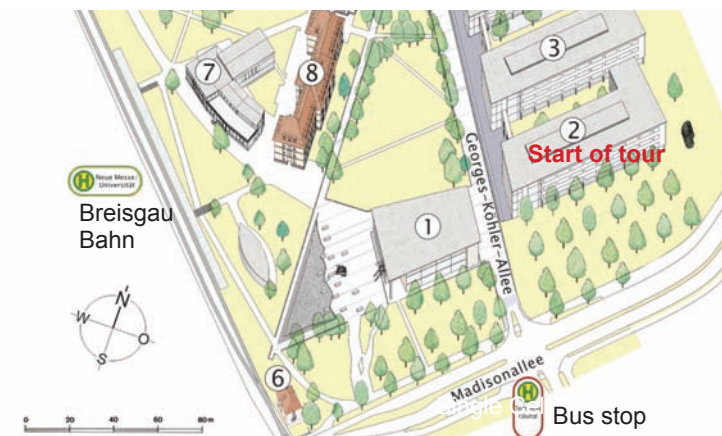 3
7
8
2
Start of tour
Georges-Köhler-Allee
Neue Messe/
Universität
Breisgau
Bahn
1
N
W
O
S
6
Madisonallee
Single
Bus stop
0 20 40 60 80 m